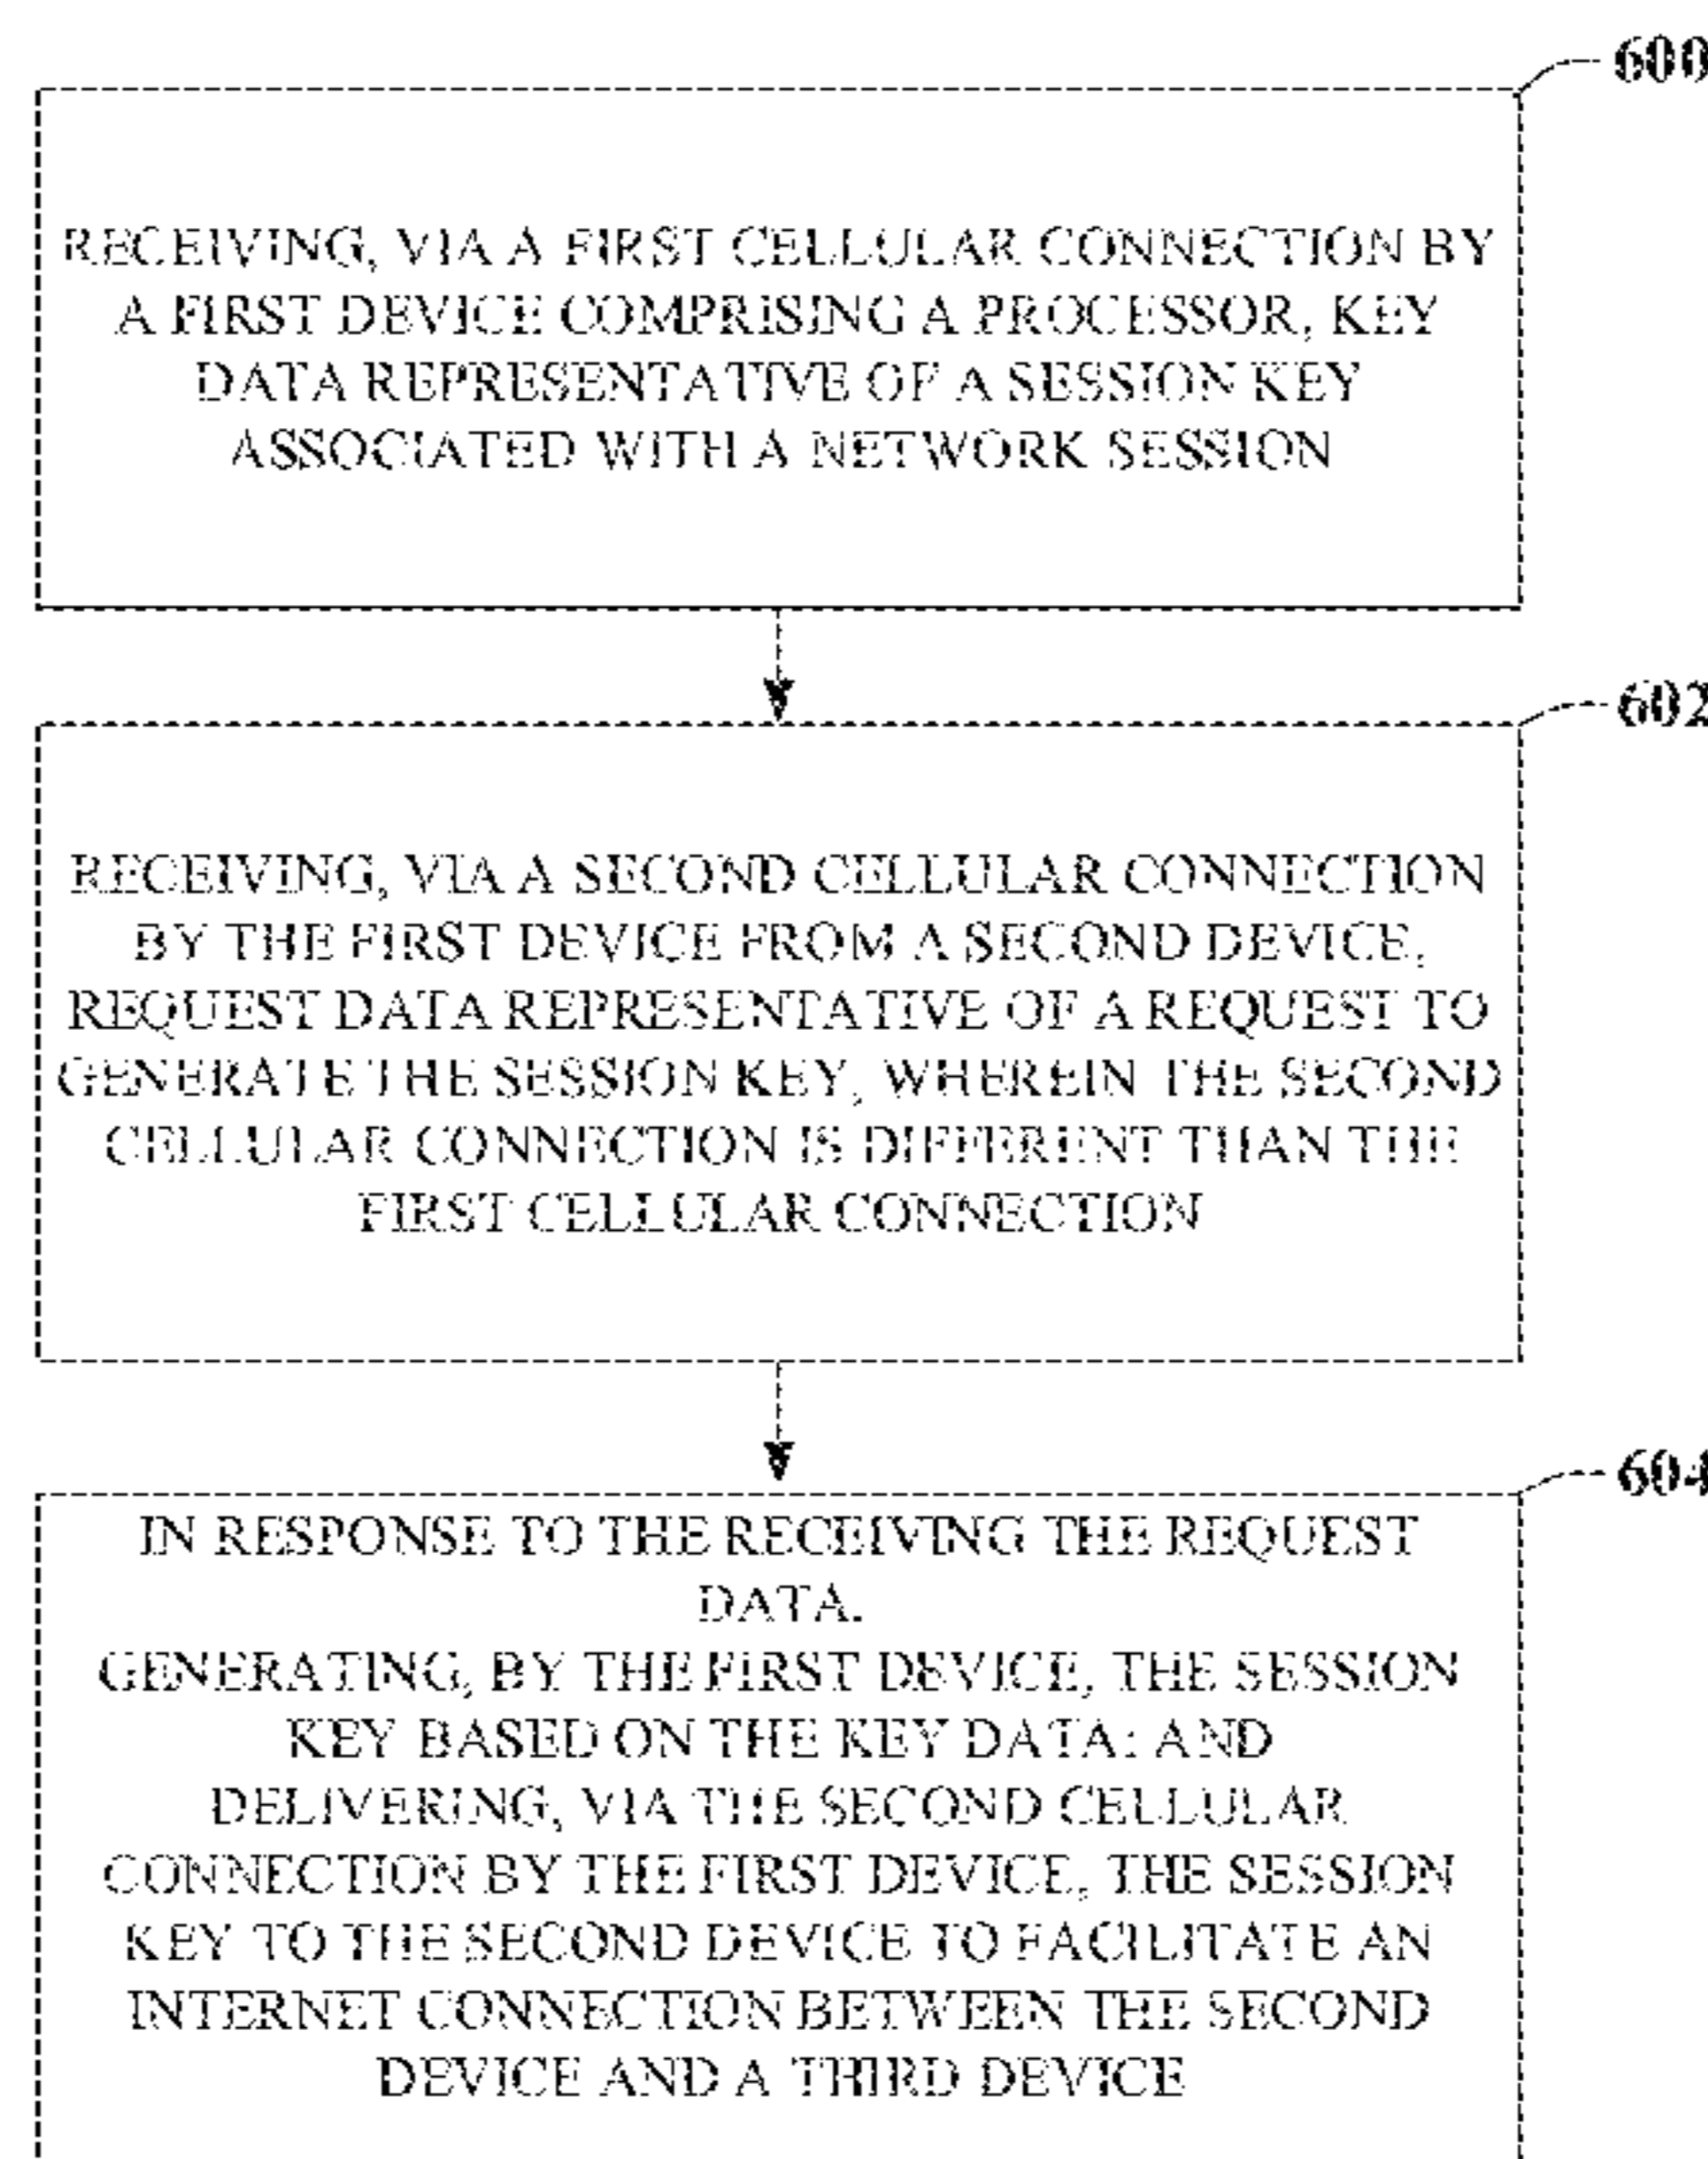 600
RECEIVING, VIA A FIRST CELLULAR CONNECTION BY
A FIRST DEVICE COMPRISING A PROCESSOR, KEY
DATA REPRESENTATIVE OF A SESSION KEY
ASSOCIATED WITH A NETWORK SESSION
602
RECEIVING, VIA A SECOND CELLULAR CONNECTION
BY THE FIRST DEVICE FROM A SECOND DEVICE,
REQUEST DATA REPRESENTATIVE OF A REQUEST TO
GENERATE THE SESSION KEY, WHEREIN THE SECOND
CELLULAR CONNECTION IS DIFFERENT THAN THE
FIRST CELLULAR CONNECTION
604
IN RESPONSE TO THE RECEIVING THE REQUEST
DATA.
GENERATING, BY THE FIRST DEVICE, THE SESSION
KEY BASED ON THE KEY DATA; AND
DELIVERING, VIA THE SECOND CELLULAR
CONNECTION BY THE FIRST DEVICE, THE SESSION
KEY TO THE SECOND DEVICE TO FACILITATE AN
INTERNET CONNECTION BETWEEN THE SECOND
DEVICE AND A THIRD DEVICE